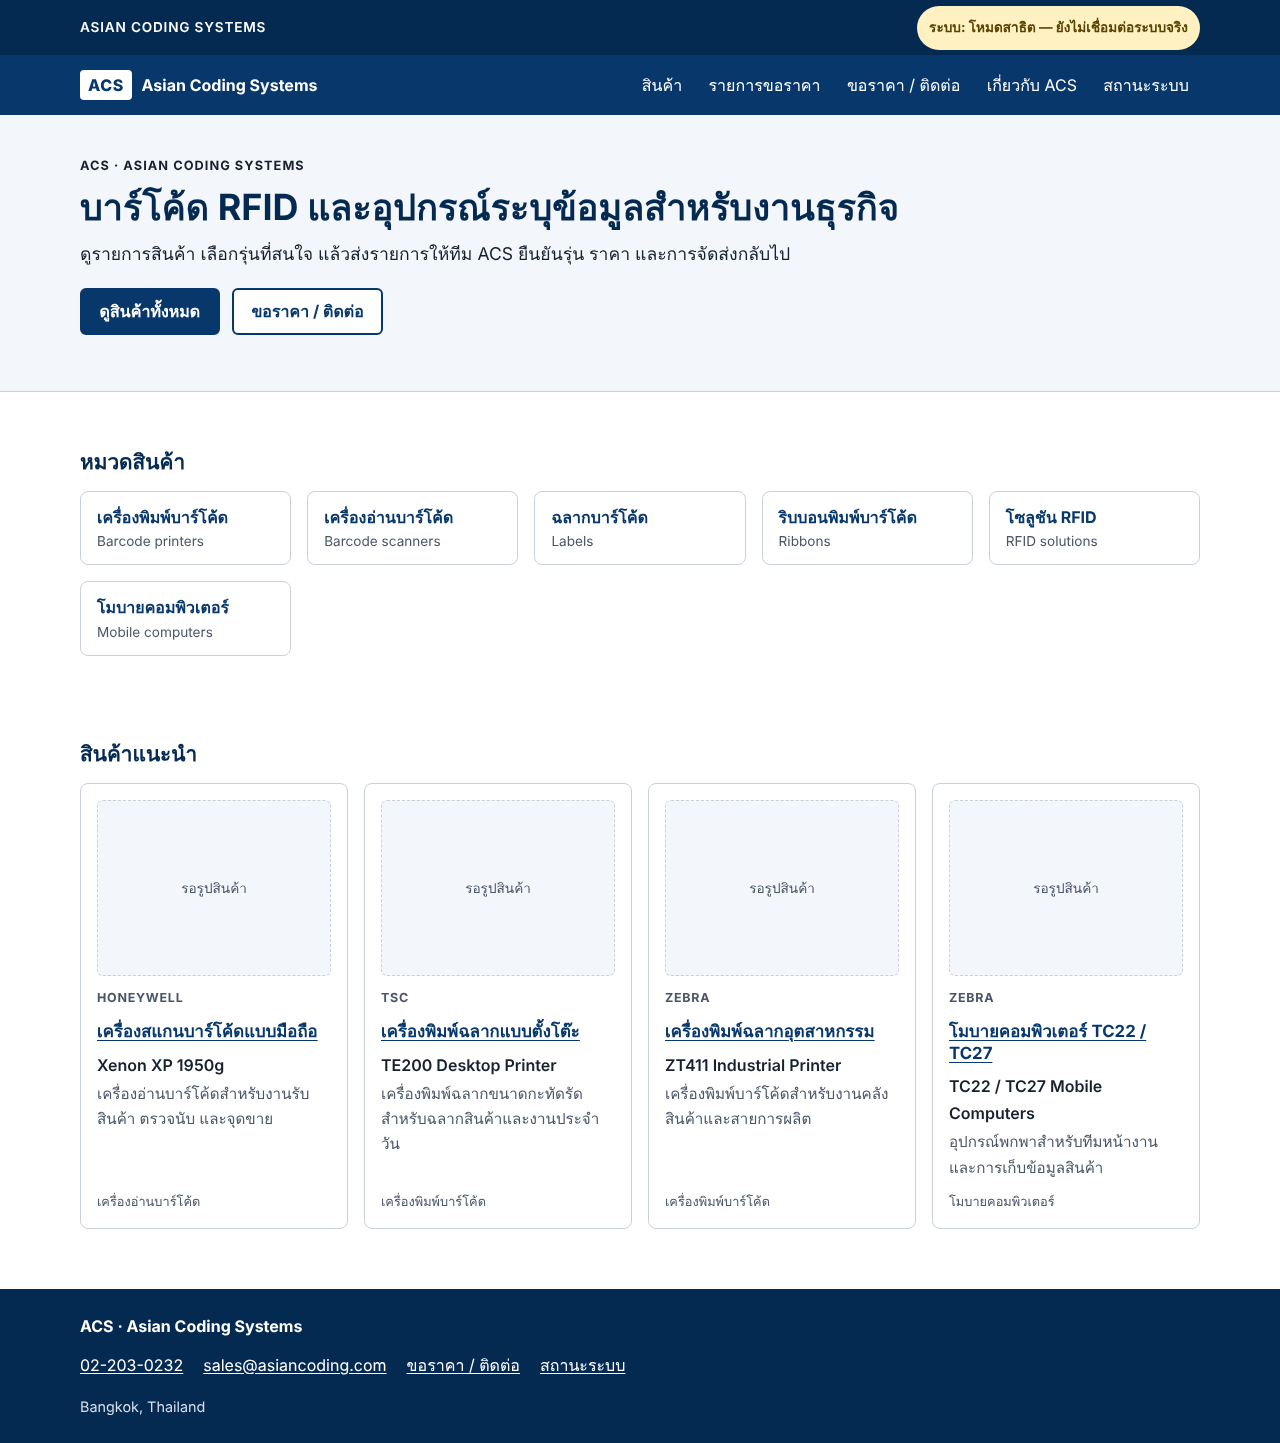 ASIAN CODING SYSTEMS
ระบบ: โหมดสาธิต — ยังไม่เชื่อมต่อระบบจริง
ACS Asian Coding Systems
สินค้า รายการขอราคา ขอราคา / ติดต่อ เกี่ยวกับ ACS สถานะระบบ
ACS · ASIAN CODING SYSTEMS
บาร์โค้ด RFID และอุปกรณ์ระบุข้อมูลสำหรับงานธุรกิจ
ดูรายการสินค้า เลือกรุ่นที่สนใจ แล้วส่งรายการให้ทีม ACS ยืนยันรุ่น ราคา และการจัดส่งกลับไป
ดูสินค้าทั้งหมด
ขอราคา / ติดต่อ
หมวดสินค้า
เครื่องพิมพ์บาร์โค้ด
Barcode printers
เครื่องอ่านบาร์โค้ด
Barcode scanners
ฉลากบาร์โค้ด
Labels
ริบบอนพิมพ์บาร์โค้ด
Ribbons
โซลูชัน RFID
RFID solutions
โมบายคอมพิวเตอร์
Mobile computers
สินค้าแนะนำ
รอรูปสินค้า
HONEYWELL
เครื่องสแกนบาร์โค้ดแบบมือถือ
Xenon XP 1950g
เครื่องอ่านบาร์โค้ดสำหรับงานรับ
สินค้า ตรวจนับ และจุดขาย
เครื่องอ่านบาร์โค้ด
รอรูปสินค้า
TSC
เครื่องพิมพ์ฉลากแบบตั้งโต๊ะ
TE200 Desktop Printer
เครื่องพิมพ์ฉลากขนาดกะทัดรัด
สำหรับฉลากสินค้าและงานประจำ
วัน
เครื่องพิมพ์บาร์โค้ด
รอรูปสินค้า
ZEBRA
เครื่องพิมพ์ฉลากอุตสาหกรรม
ZT411 Industrial Printer
เครื่องพิมพ์บาร์โค้ดสำหรับงานคลัง
สินค้าและสายการผลิต
เครื่องพิมพ์บาร์โค้ด
รอรูปสินค้า
ZEBRA
โมบายคอมพิวเตอร์ TC22 /
TC27
TC22 / TC27 Mobile
Computers
อุปกรณ์พกพาสำหรับทีมหน้างาน
และการเก็บข้อมูลสินค้า
โมบายคอมพิวเตอร์
ACS · Asian Coding Systems
02-203-0232 sales@asiancoding.com ขอราคา / ติดต่อ สถานะระบบ
Bangkok, Thailand